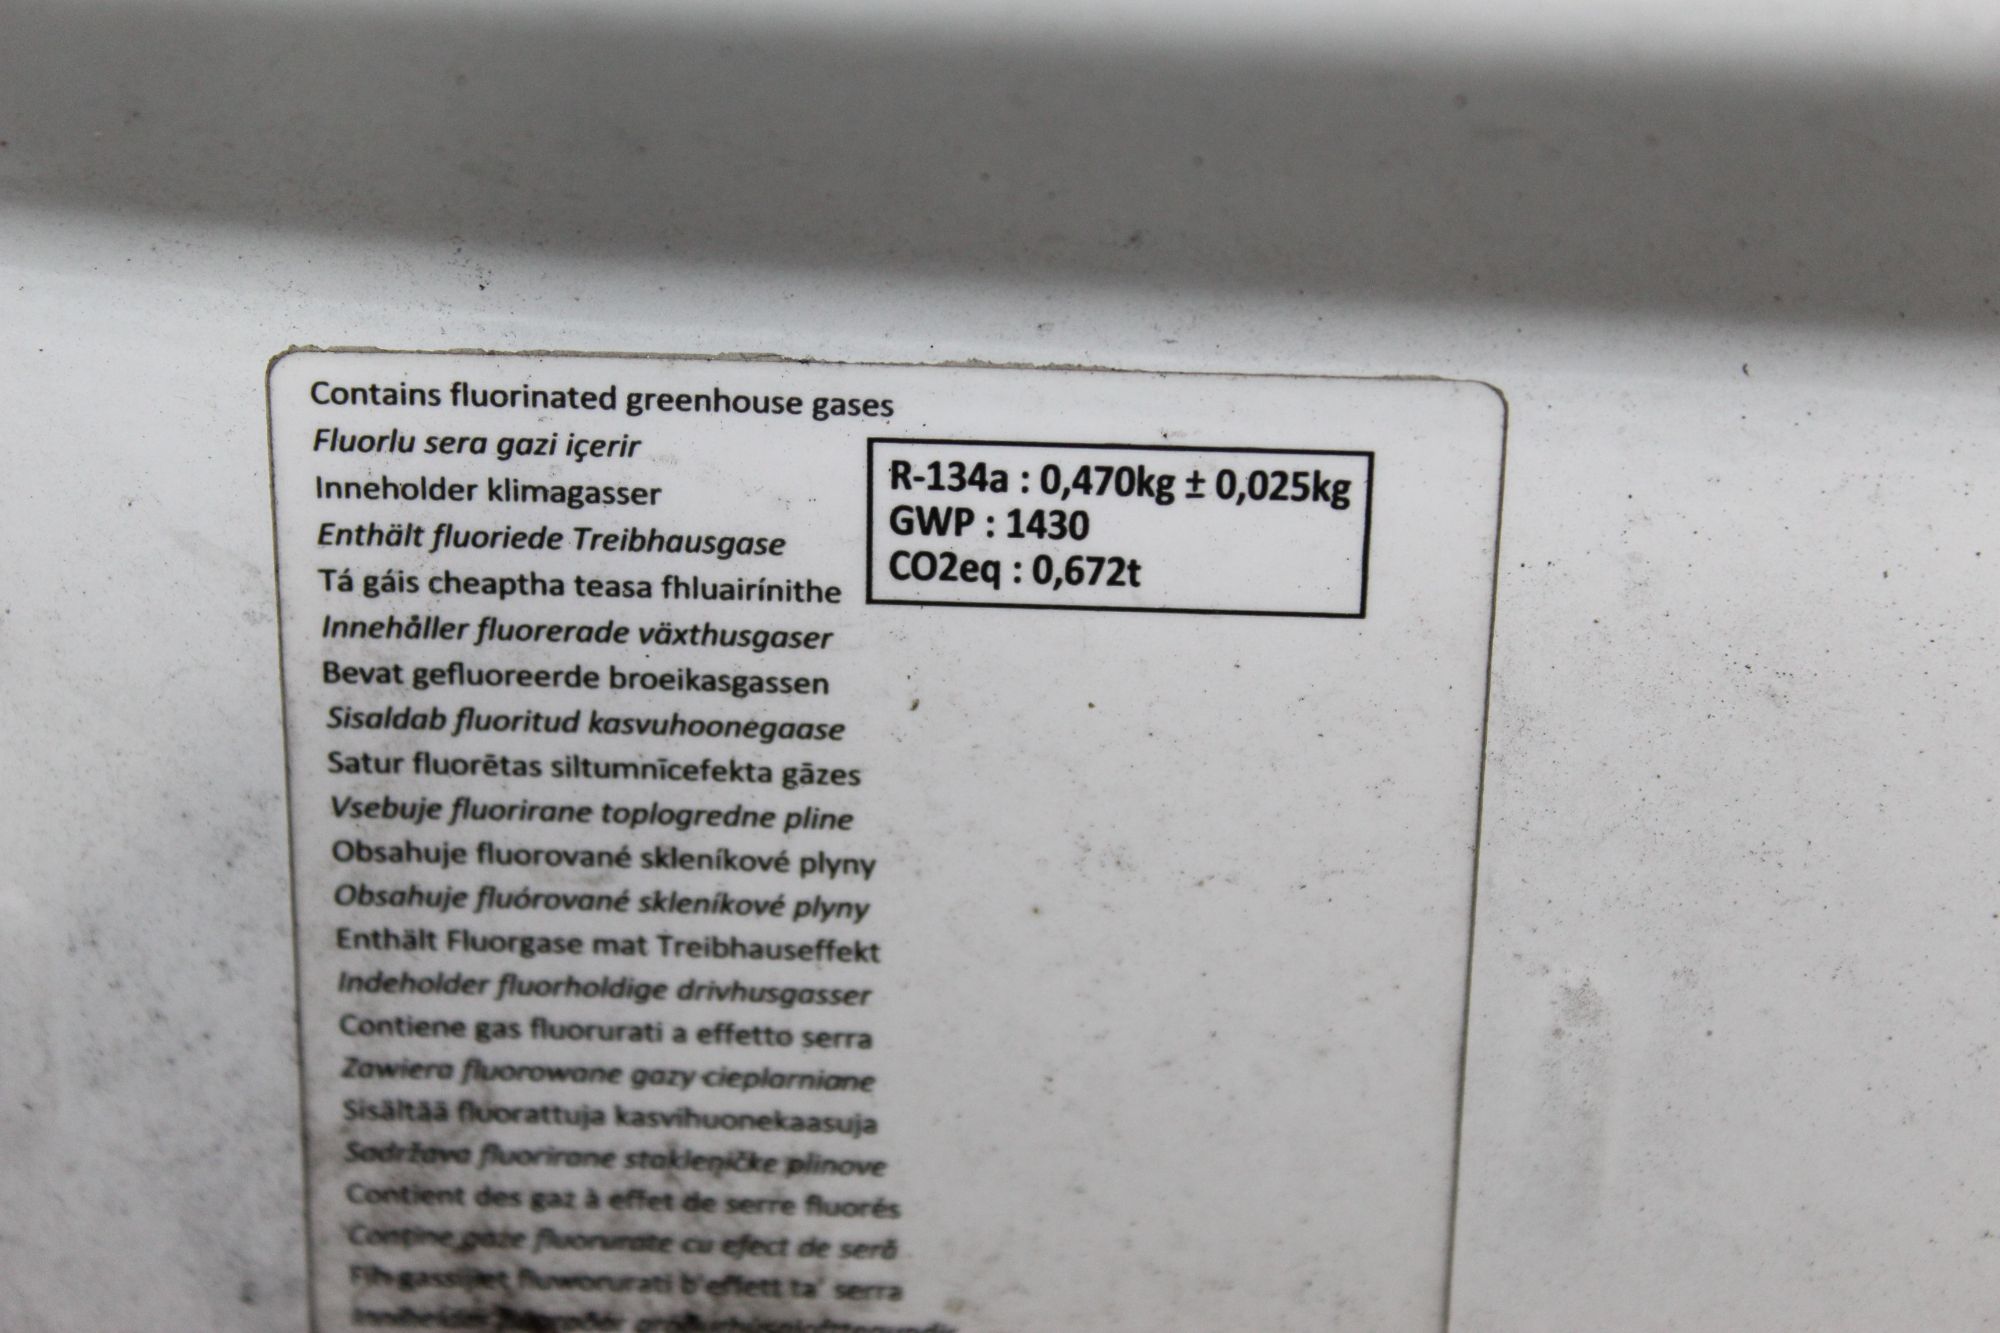 Contains fluorinated greenhouse gases
Fluorlu sera gazi içerir
Inneholder klimagasser
Enthält fluoriede Treibhausgase
Tá gáis cheaptha teasa fhluairínithe
Innehåller fluorerade växthusgaser
Bevat gefluoreerde broeikasgassen
Sisaldab fluoritud kasvuhoonegaase
Satur fluorētas siltumnīcefekta gāzes
Vsebuje fluorirane toplogredne pline
Obsahuje fluorované skleníkové plyny
Obsahuje fluórované skleníkové plyny
Enthält Fluorgase mat Treibhauseffekt
Indeholder fluorholdige drivhusgasser
Contiene gas fluorurati a effetto serra
Zawiera fluorowane gazy cieplarniane
Sisältää fluorattuja kasvihuonekaasuja
Sadržava fluorirane stakleničke plinove
Contient des gaz à effet de serre fluorés
Conţine gaze fluorurate cu efect de seră
Fih fluworurati b'effett ta' serra
R-134a : 0,470kg ± 0,025kg
GWP : 1430
CO2eq : 0,672t